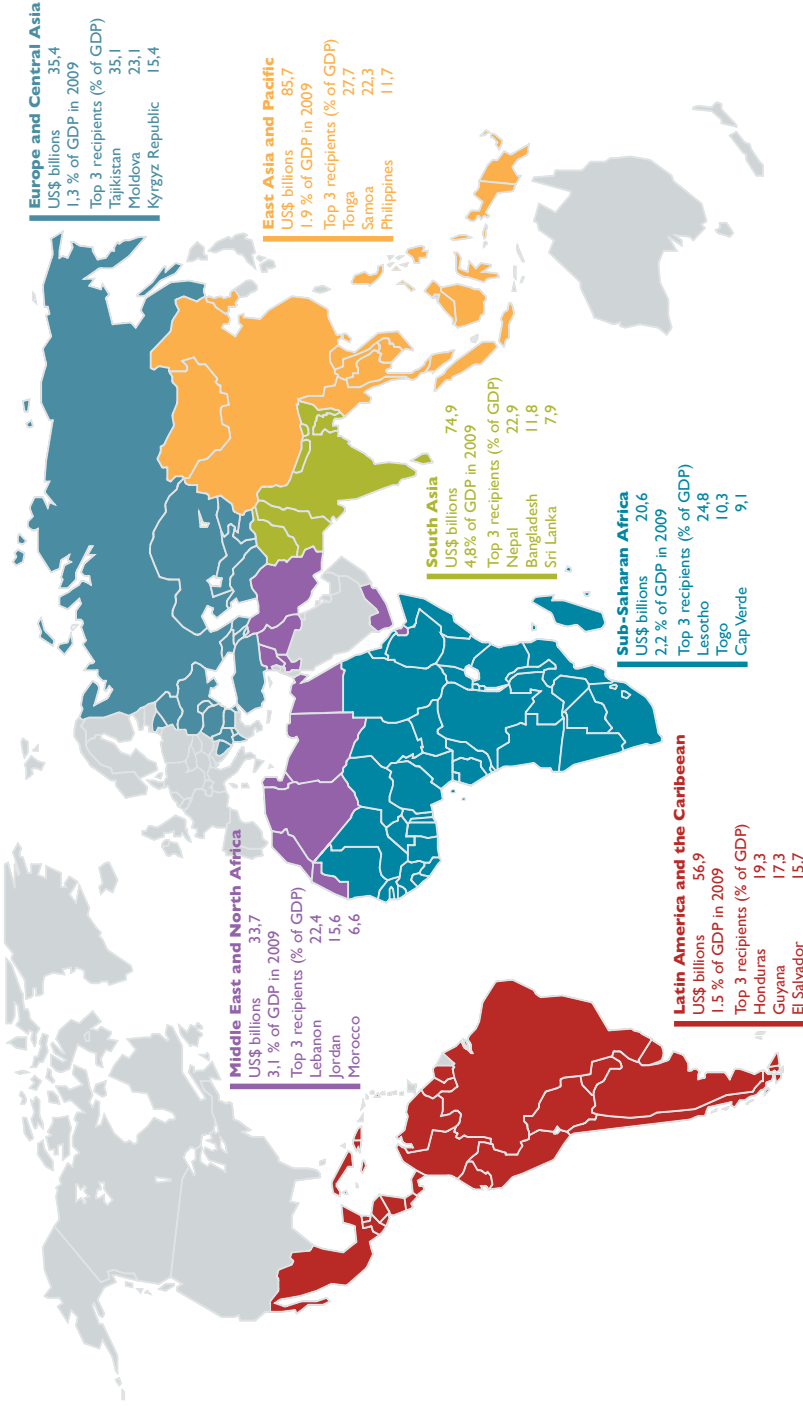 Europe and Central Asia
US$ billions 35,4
1,3 % of GDP in 2009
Top 3 recipients (% of GDP)
Tajikistan 35,1
Moldova 23,1
Kyrgyz Republic 15,4
East Asia and Pacific
US$ billions 85,7
1.9 % of GDP in 2009
Top 3 recipients (% of GDP)
Tonga 27,7
Samoa 22,3
Philippines 11,7
Middle East and North Africa
US$ billions 33,7
3,1 % of GDP in 2009
Top 3 recipients (% of GDP)
Lebanon 22,4
Jordan 15,6
Morocco 6,6
South Asia
US$ billions 74,9
4,8% of GDP in 2009
Top 3 recipients (% of GDP)
Nepal 22,9
Bangladesh 11,8
Sri Lanka 7,9
Sub-Saharan Africa
US$ billions 20,6
2,2 % of GDP in 2009
Top 3 recipients (% of GDP)
Lesotho 24,8
Togo 10,3
Cap Verde 9,1
Latin America and the Caribeean
US$ billions 56,9
1.5 % of GDP in 2009
Top 3 recipients (% of GDP)
Honduras 19,3
Guyana 17,3
El Salvador 15,7